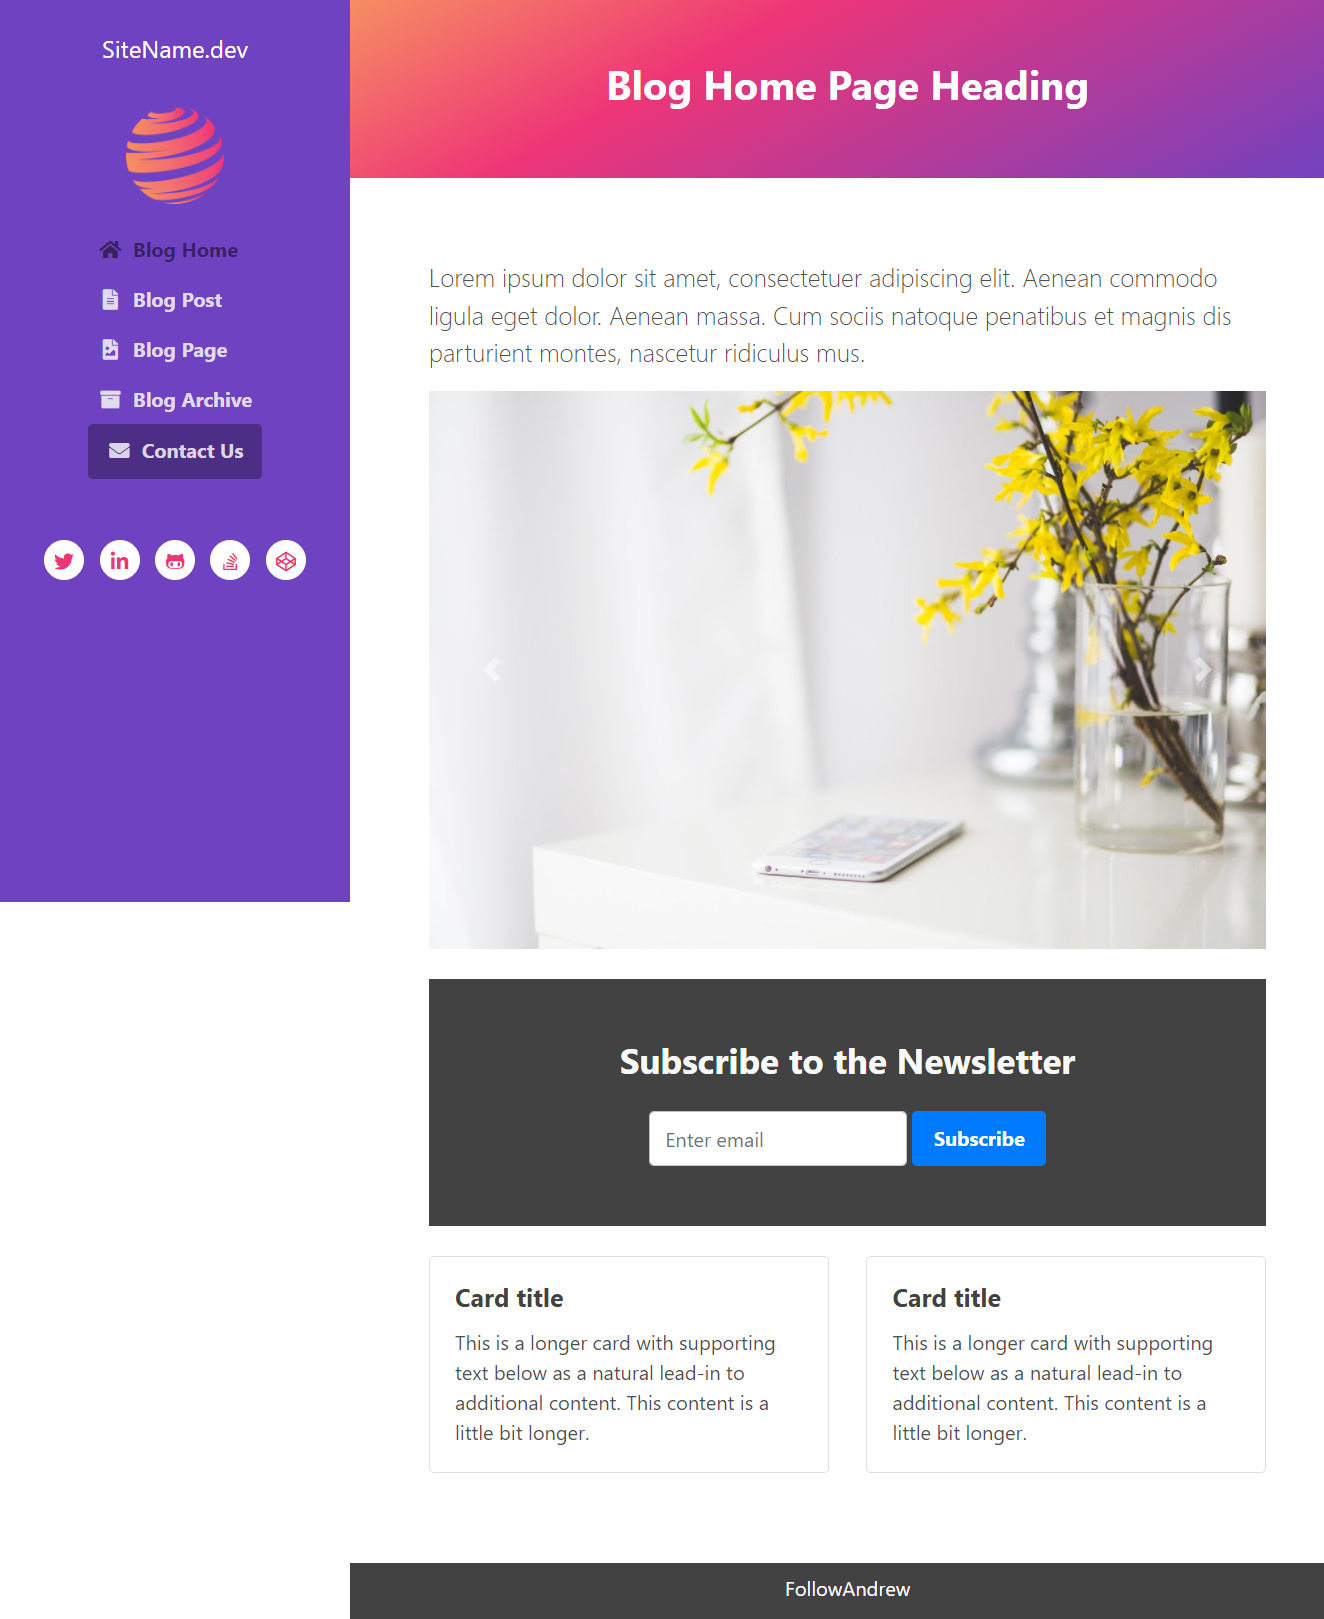 SiteName.dev
Blog Home
Blog Post
Blog Page
Blog Archive
Contact Us
Blog Home Page Heading
Lorem ipsum dolor sit amet, consectetuer adipiscing elit. Aenean commodo
ligula eget dolor. Aenean massa. Cum sociis natoque penatibus et magnis dis
parturient montes, nascetur ridiculus mus.
Subscribe to the Newsletter
Enter email
Subscribe
Card title
This is a longer card with supporting
text below as a natural lead-in to
additional content. This content is a
little bit longer.
Card title
This is a longer card with supporting
text below as a natural lead-in to
additional content. This content is a
little bit longer.
FollowAndrew